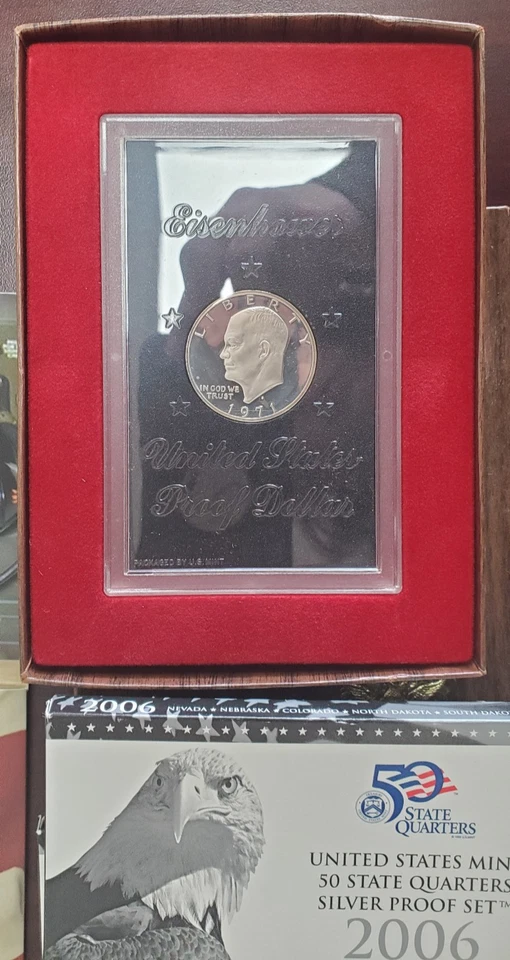 Eisenhower
LIBERTY
IN GOD WE
TRUST
1971
United States
Proof Dollar
PACKAGED BY U.S. MINT
2006 NEVADA ★ NEBRASKA ★ COLORADO ★ NORTH DAKOTA ★ SOUTH DAKO
50
STATE
QUARTERS
UNITED STATES MIN
50 STATE QUARTERS
SILVER PROOF SET™
2006